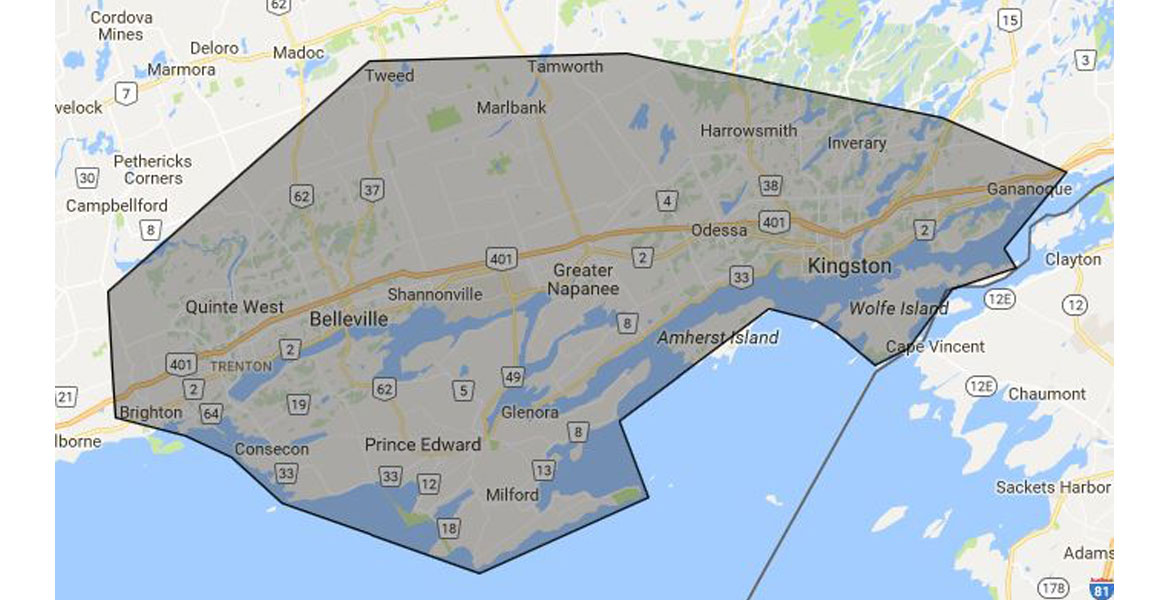 62
Cordova
Mines
15
Deloro
Madoc
3
Marmora
Tweed
Tamworth
7
velock
Marlbank
Harrowsmith
Inverary
Pethericks
Corners
30
62
37
4
38
Gananoque
Campbellford
8
Odessa
401
2
401
2
Clayton
Greater
Napanee
33
Kingston
Shannonville
12E
12
Quinte West
Belleville
8
Wolfe Island
Amherst Island
Cape Vincent
2
401
TRENTON
49
2
62
5
12E
Chaumont
21
19
Brighton
64
Glenora
8
lborne
Consecon
Prince Edward
33
33
12
13
Milford
Sackets Harbor
18
Adams
178
81